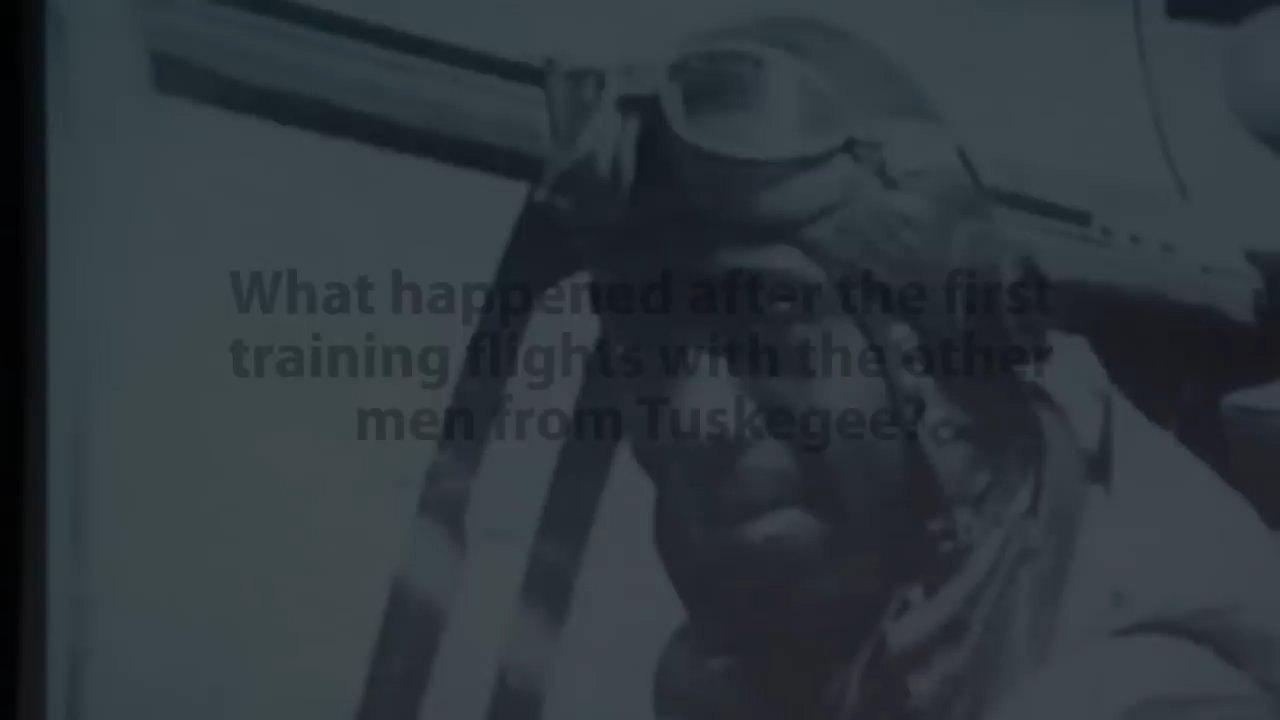 What happened after the first
training flights with the other
men from Tuskegee?